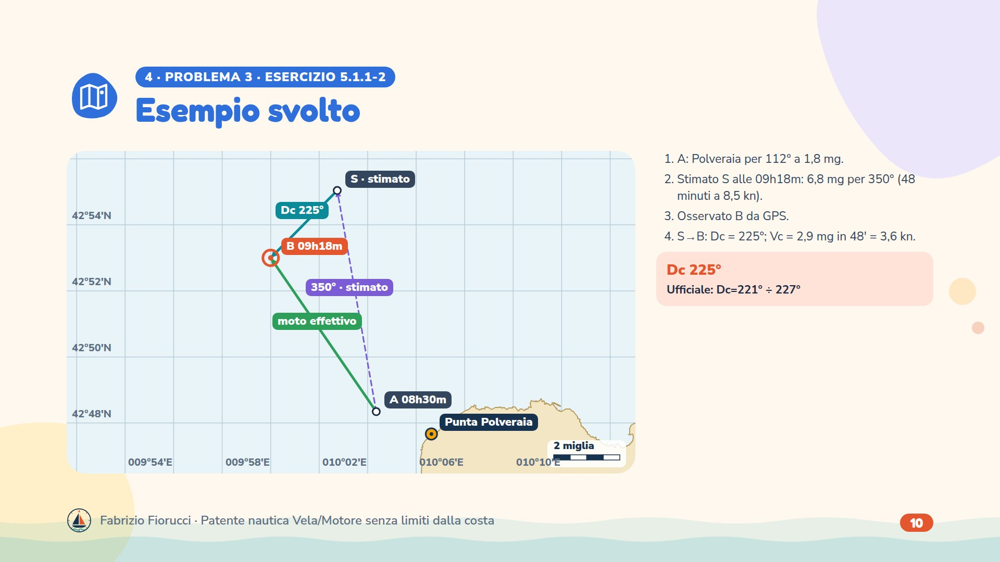 4 · PROBLEMA 3 · ESERCIZIO 5.1.1-2
Esempio svolto
S · stimato
Dc 225°
42°54'N
B 09h18m
42°52'N
350° · stimato
moto effettivo
42°50'N
A 08h30m
42°48'N
Punta Polveraia
2 miglia
009°54'E
009°58'E
010°02'E
010°06'E
010°10'E
1. A: Polveraia per 112° a 1,8 mg.
2. Stimato S alle 09h18m: 6,8 mg per 350° (48
minuti a 8,5 kn).
3. Osservato B da GPS.
4. S→B: Dc = 225°; Vc = 2,9 mg in 48' = 3,6 kn.
Dc 225°
Ufficiale: Dc=221° ÷ 227°
Fabrizio Fiorucci · Patente nautica Vela/Motore senza limiti dalla costa
10